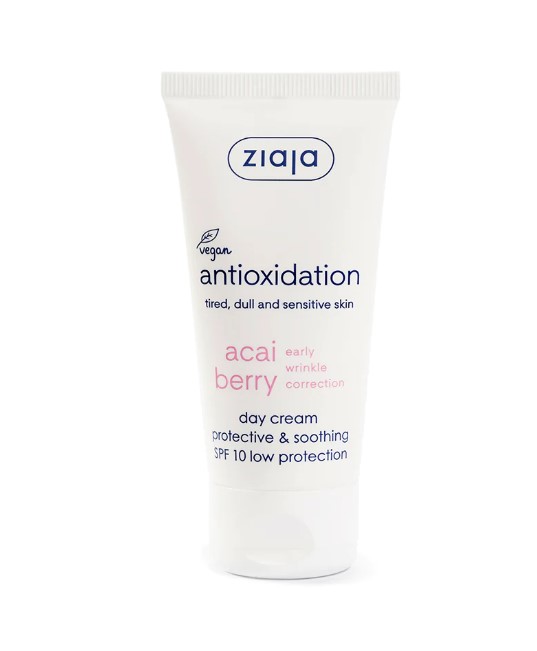 ziaja
vegan
antioxidation
tired, dull and sensitive skin
acai
berry
early
wrinkle
correction
day cream
protective & soothing
SPF 10 low protection